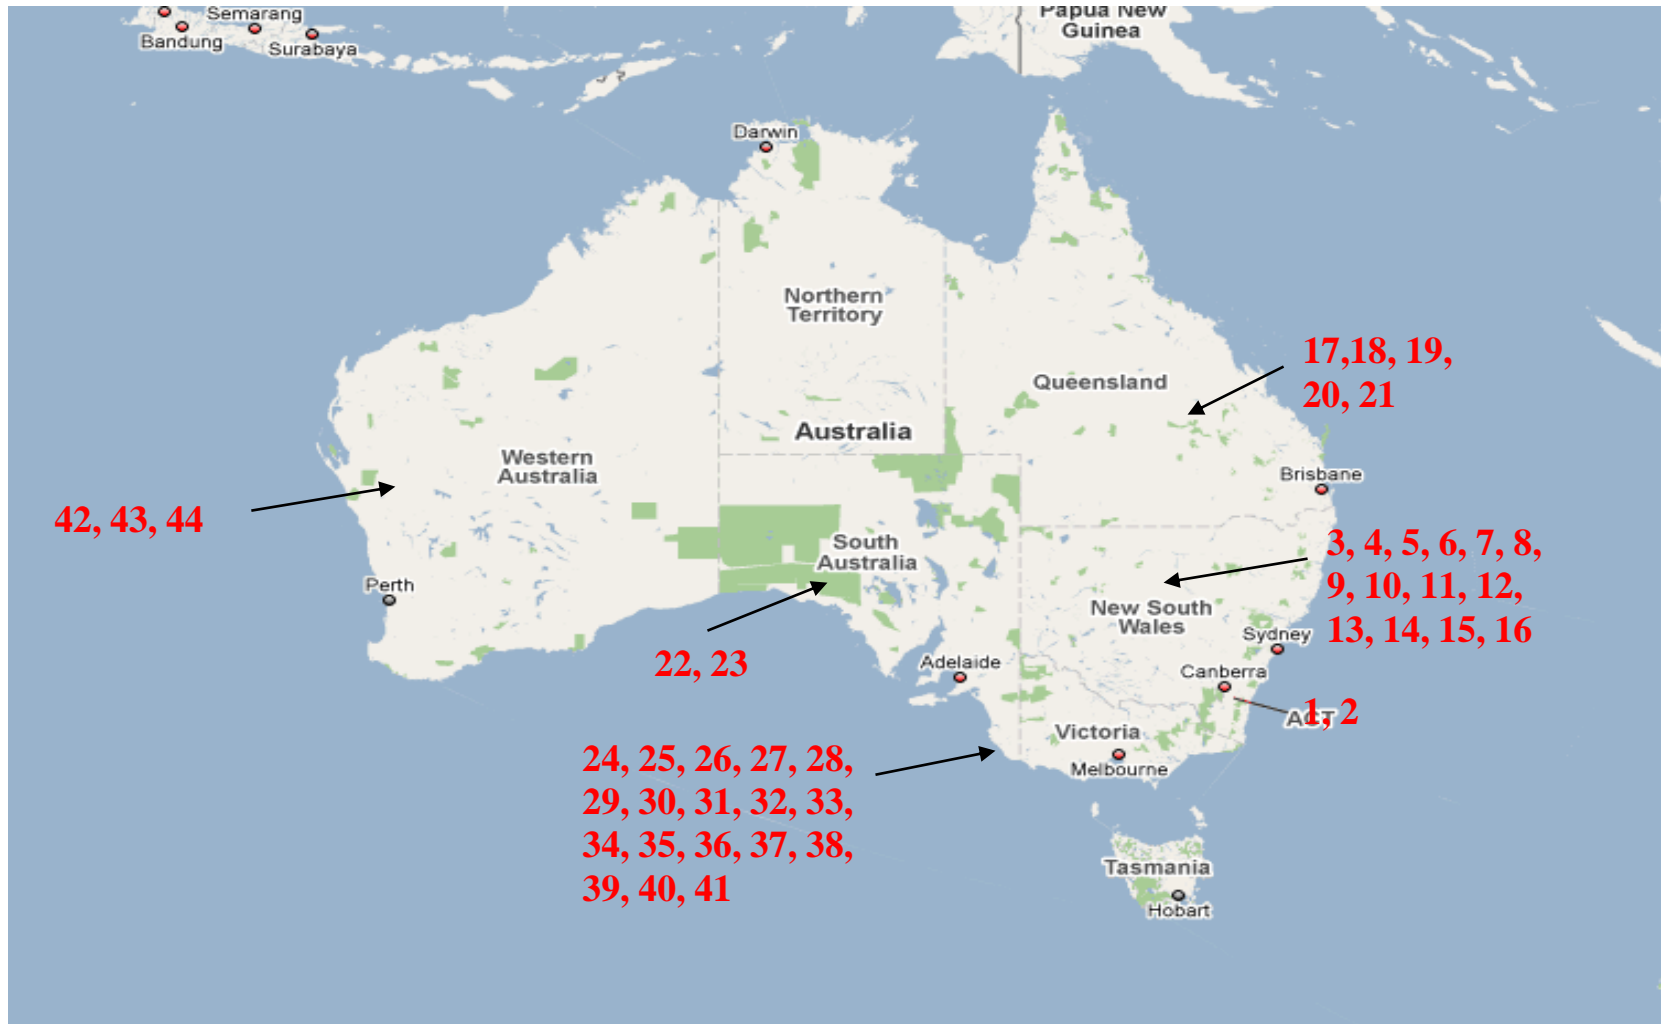 Semarang
Bandung
Surabaya
Papua New
Guinea
Darwin
Northern
Territory
17,18, 19,
20, 21
Queensland
Australia
Western
Australia
Brisbane
42, 43, 44
South
Australia
3, 4, 5, 6, 7, 8,
9, 10, 11, 12,
13, 14, 15, 16
Perth
New South
Wales
Sydney
22, 23
Adelaide
Canberra
ACT
1, 2
Victoria
Melbourne
24, 25, 26, 27, 28,
29, 30, 31, 32, 33,
34, 35, 36, 37, 38,
39, 40, 41
Tasmania
Hobart